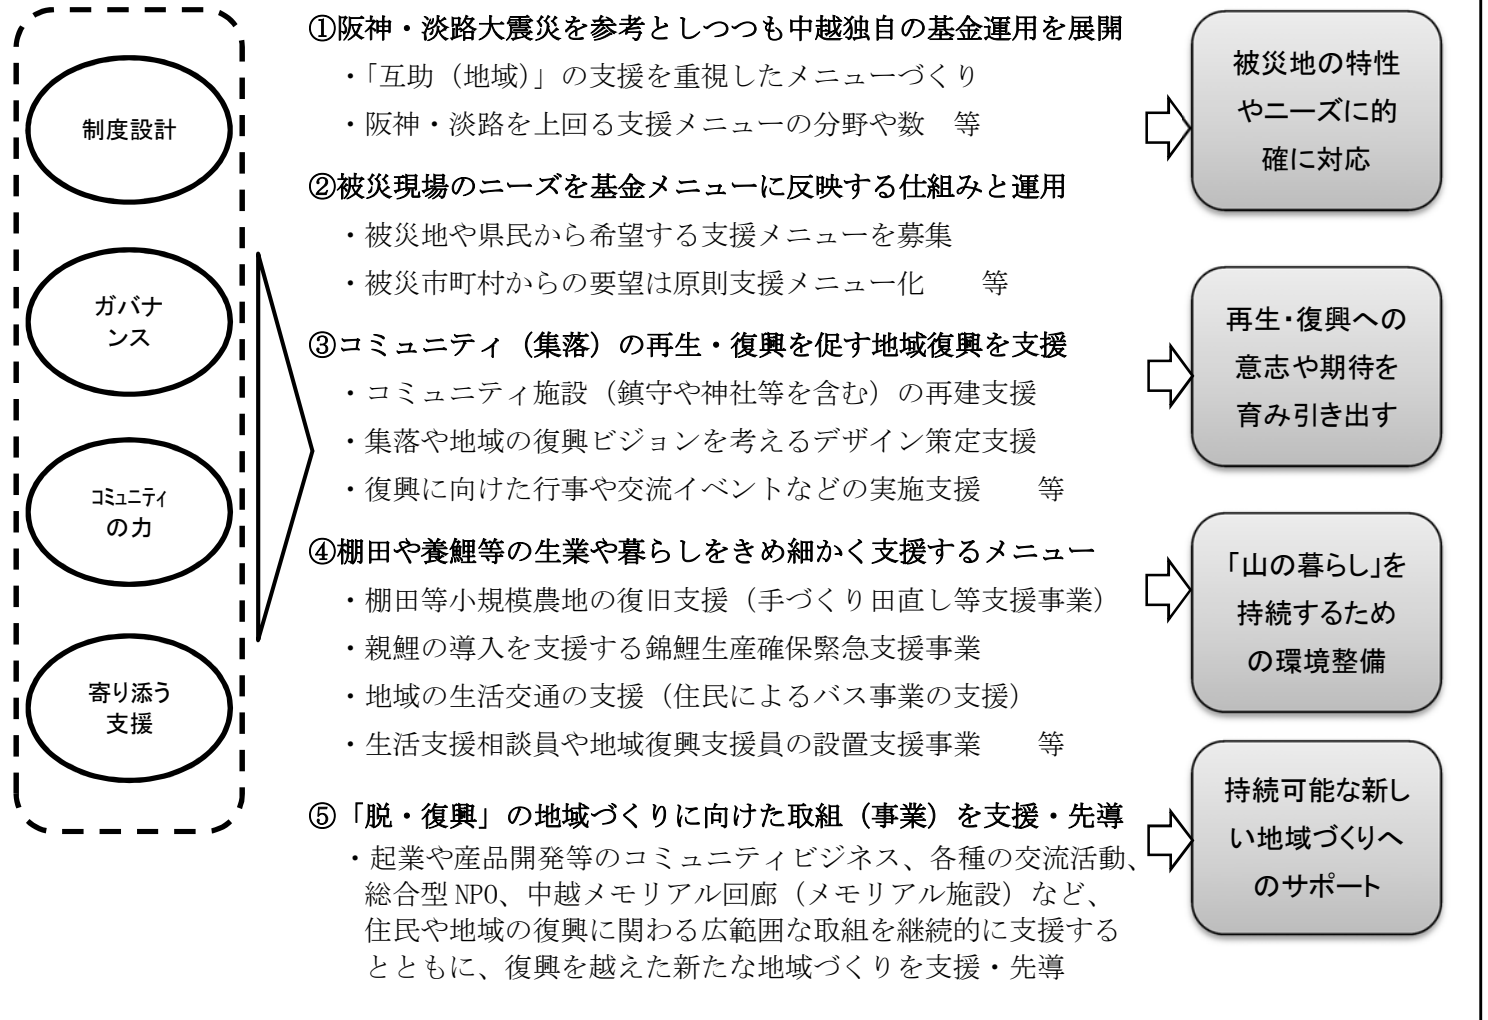 制度設計
ガバナ
ンス
コミュニティ
の力
寄り添う
支援
①阪神・淡路大震災を参考としつつも中越独自の基金運用を展開
・「互助（地域）」の支援を重視したメニューづくり
・阪神・淡路を上回る支援メニューの分野や数　等
②被災現場のニーズを基金メニューに反映する仕組みと運用
・被災地や県民から希望する支援メニューを募集
・被災市町村からの要望は原則支援メニュー化　　等
③コミュニティ（集落）の再生・復興を促す地域復興を支援
・コミュニティ施設（鎮守や神社等を含む）の再建支援
・集落や地域の復興ビジョンを考えるデザイン策定支援
・復興に向けた行事や交流イベントなどの実施支援　　等
④棚田や養鯉等の生業や暮らしをきめ細かく支援するメニュー
・棚田等小規模農地の復旧支援（手づくり田直し等支援事業）
・親鯉の導入を支援する錦鯉生産確保緊急支援事業
・地域の生活交通の支援（住民によるバス事業の支援）
・生活支援相談員や地域復興支援員の設置支援事業　　等
⑤「脱・復興」の地域づくりに向けた取組（事業）を支援・先導
・起業や産品開発等のコミュニティビジネス、各種の交流活動、
総合型 NPO、中越メモリアル回廊（メモリアル施設）など、
住民や地域の復興に関わる広範囲な取組を継続的に支援する
とともに、復興を越えた新たな地域づくりを支援・先導
被災地の特性
やニーズに的
確に対応
再生・復興への
意志や期待を
育み引き出す
「山の暮らし」を
持続するため
の環境整備
持続可能な新し
い地域づくりへ
のサポート